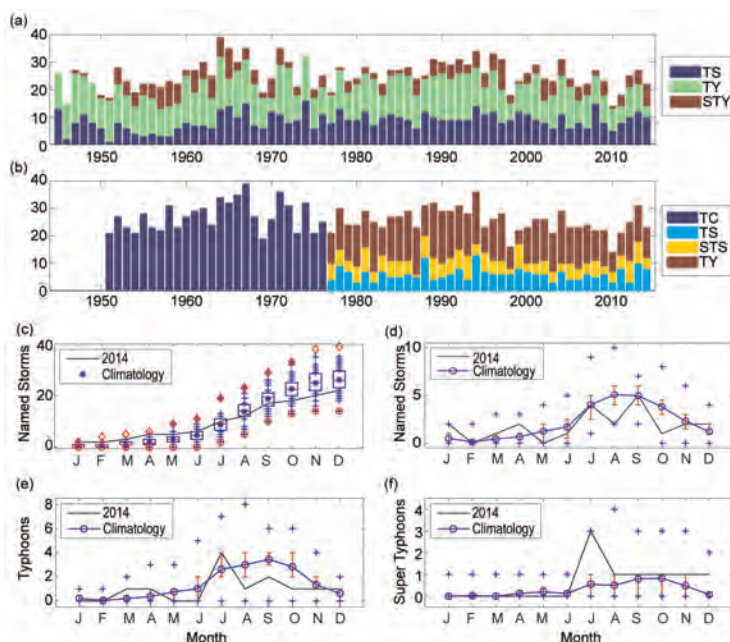 (a)
40
30
20
10
0
TS
TY
STY
1950 1960 1970 1980 1990 2000 2010
(b)
40
30
20
10
0
TC
TS
STS
TY
1950 1960 1970 1980 1990 2000 2010
(c)
Named Storms
40
20
0
2014
Climatology
J F M A M J J A S O N D
(d)
Named Storms
10
5
0
2014
Climatology
J F M A M J J A S O N D
(e)
Typhoons
8
6
4
2
0
2014
Climatology
J F M A M J J A S O N D
Month
(f)
Super Typhoons
4
3
2
1
0
2014
Climatology
J F M A M J J A S O N D
Month